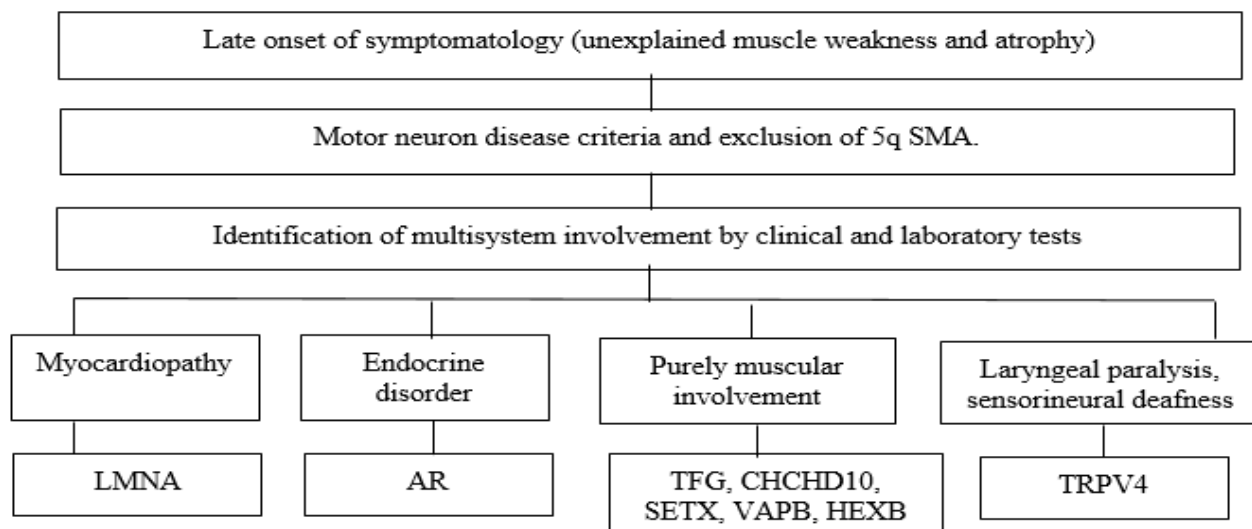 Late onset of symptomatology (unexplained muscle weakness and atrophy)
Motor neuron disease criteria and exclusion of 5q SMA.
Identification of multisystem involvement by clinical and laboratory tests
Myocardiopathy
Endocrine
disorder
Purely muscular
involvement
Laryngeal paralysis,
sensorineural deafness
LMNA
AR
TFG, CHCHD10,
SETX, VAPB, HEXB
TRPV4